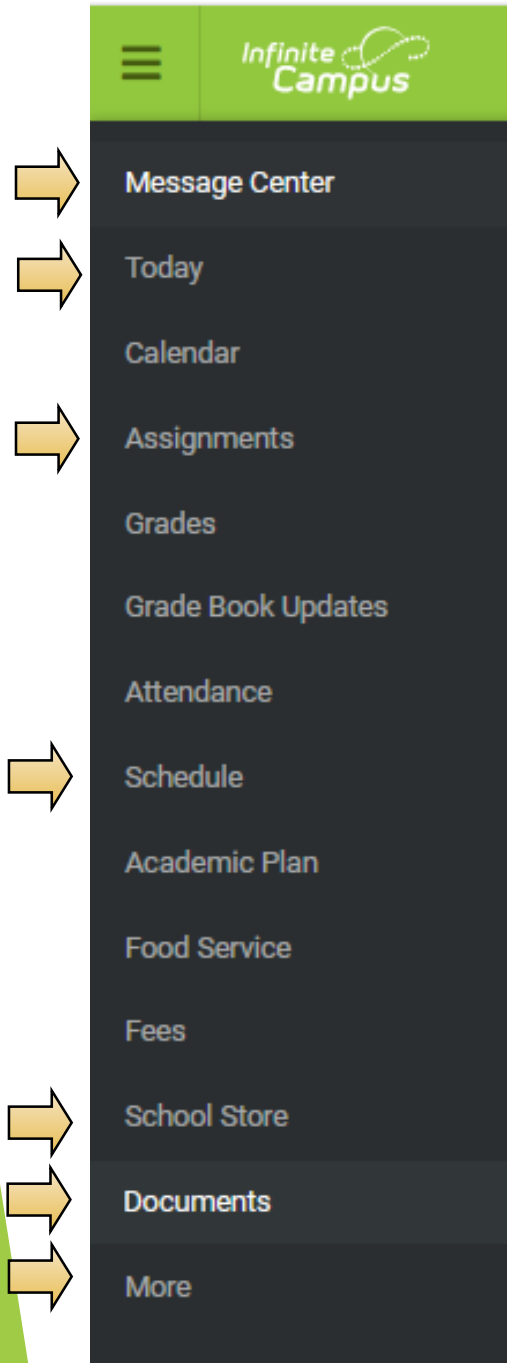 Infinite
Campus
Message Center
Today
Calendar
Assignments
Grades
Grade Book Updates
Attendance
Schedule
Academic Plan
Food Service
Fees
School Store
Documents
More